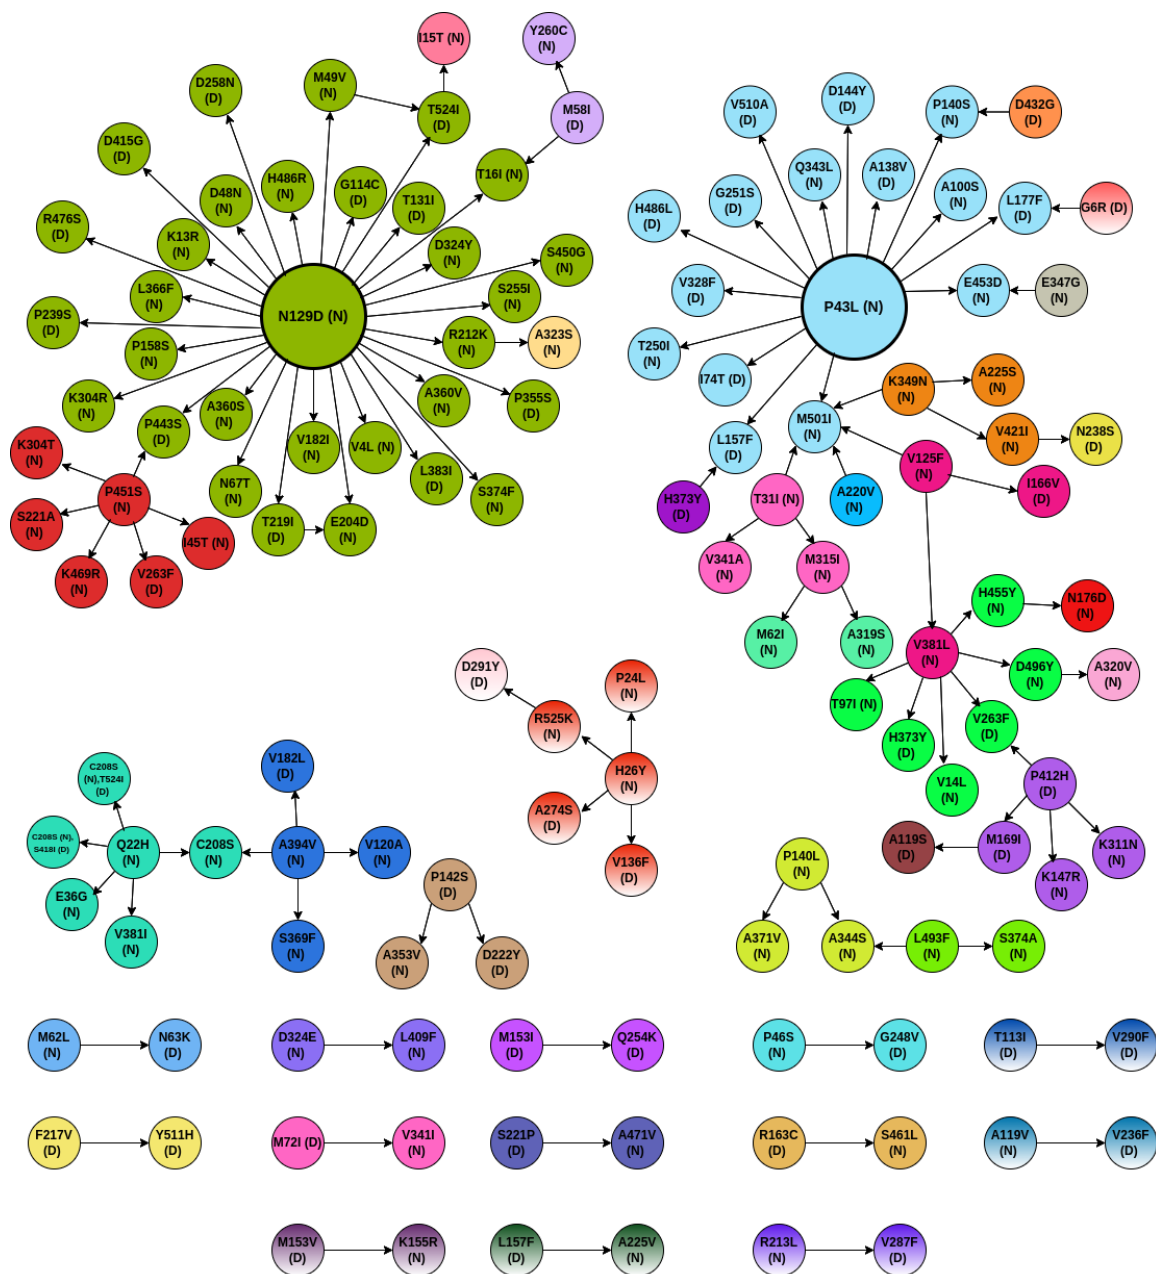 I15T (N)
Y260C
(N)
D258N
(D)
M49V
(N)
T524I
(D)
M58I
(D)
D415G
(D)
D48N
(N)
H486R
(N)
G114C
(D)
T131I
(D)
T16I (N)
R476S
(D)
K13R
(N)
D324Y
(N)
S450G
(N)
L366F
(N)
S255I
(N)
N129D (N)
P239S
(D)
P158S
(N)
R212K
(N)
A323S
(N)
K304R
(N)
A360S
(N)
A360V
(N)
P355S
(D)
P443S
(D)
V182I
(N)
V4L (N)
L383I
(D)
S374F
(N)
N67T
(N)
T219I
(D)
E204D
(N)
K304T
(N)
P451S
(N)
S221A
(N)
I45T (N)
K469R
(N)
V263F
(D)
V510A
(D)
D144Y
(D)
P140S
(N)
D432G
(D)
Q343L
(N)
A138V
(D)
A100S
(N)
G251S
(D)
H486L
(D)
L177F
(D)
G6R (D)
V328F
(D)
P43L (N)
E453D
(N)
E347G
(N)
T250I
(N)
I74T (D)
L157F
(D)
M501I
(N)
K349N
(N)
A225S
(N)
V421I
(N)
N238S
(D)
H373Y
(D)
T31I (N)
A220V
(N)
V125F
(N)
I166V
(D)
V341A
(N)
M315I
(N)
M62I
(N)
A319S
(N)
H455Y
(N)
N176D
(N)
V381L
(N)
D496Y
(N)
A320V
(N)
T97I (N)
H373Y
(D)
V263F
(D)
V14L
(N)
P412H
(D)
A119S
(D)
M169I
(D)
K147R
(N)
K311N
(N)
D291Y
(D)
P24L
(N)
R525K
(N)
H26Y
(N)
A274S
(D)
V136F
(D)
C208S
(N),T524I
(D)
C208S (N),
S418I (D)
Q22H
(N)
C208S
(N)
E36G
(N)
V381I
(N)
V182L
(D)
A394V
(N)
V120A
(N)
S369F
(N)
P142S
(D)
A353V
(N)
D222Y
(D)
P140L
(N)
A371V
(N)
A344S
(N)
L493F
(N)
S374A
(N)
M62L
(N)
N63K
(D)
D324E
(N)
L409F
(N)
M153I
(D)
Q254K
(D)
P46S
(N)
G248V
(D)
T113I
(D)
V290F
(D)
F217V
(D)
Y511H
(D)
M72I (D)
V341I
(N)
S221P
(D)
A471V
(N)
R163C
(D)
S461L
(N)
A119V
(N)
V236F
(D)
M153V
(D)
K155R
(N)
L157F
(D)
A225V
(N)
R213L
(N)
V287F
(D)